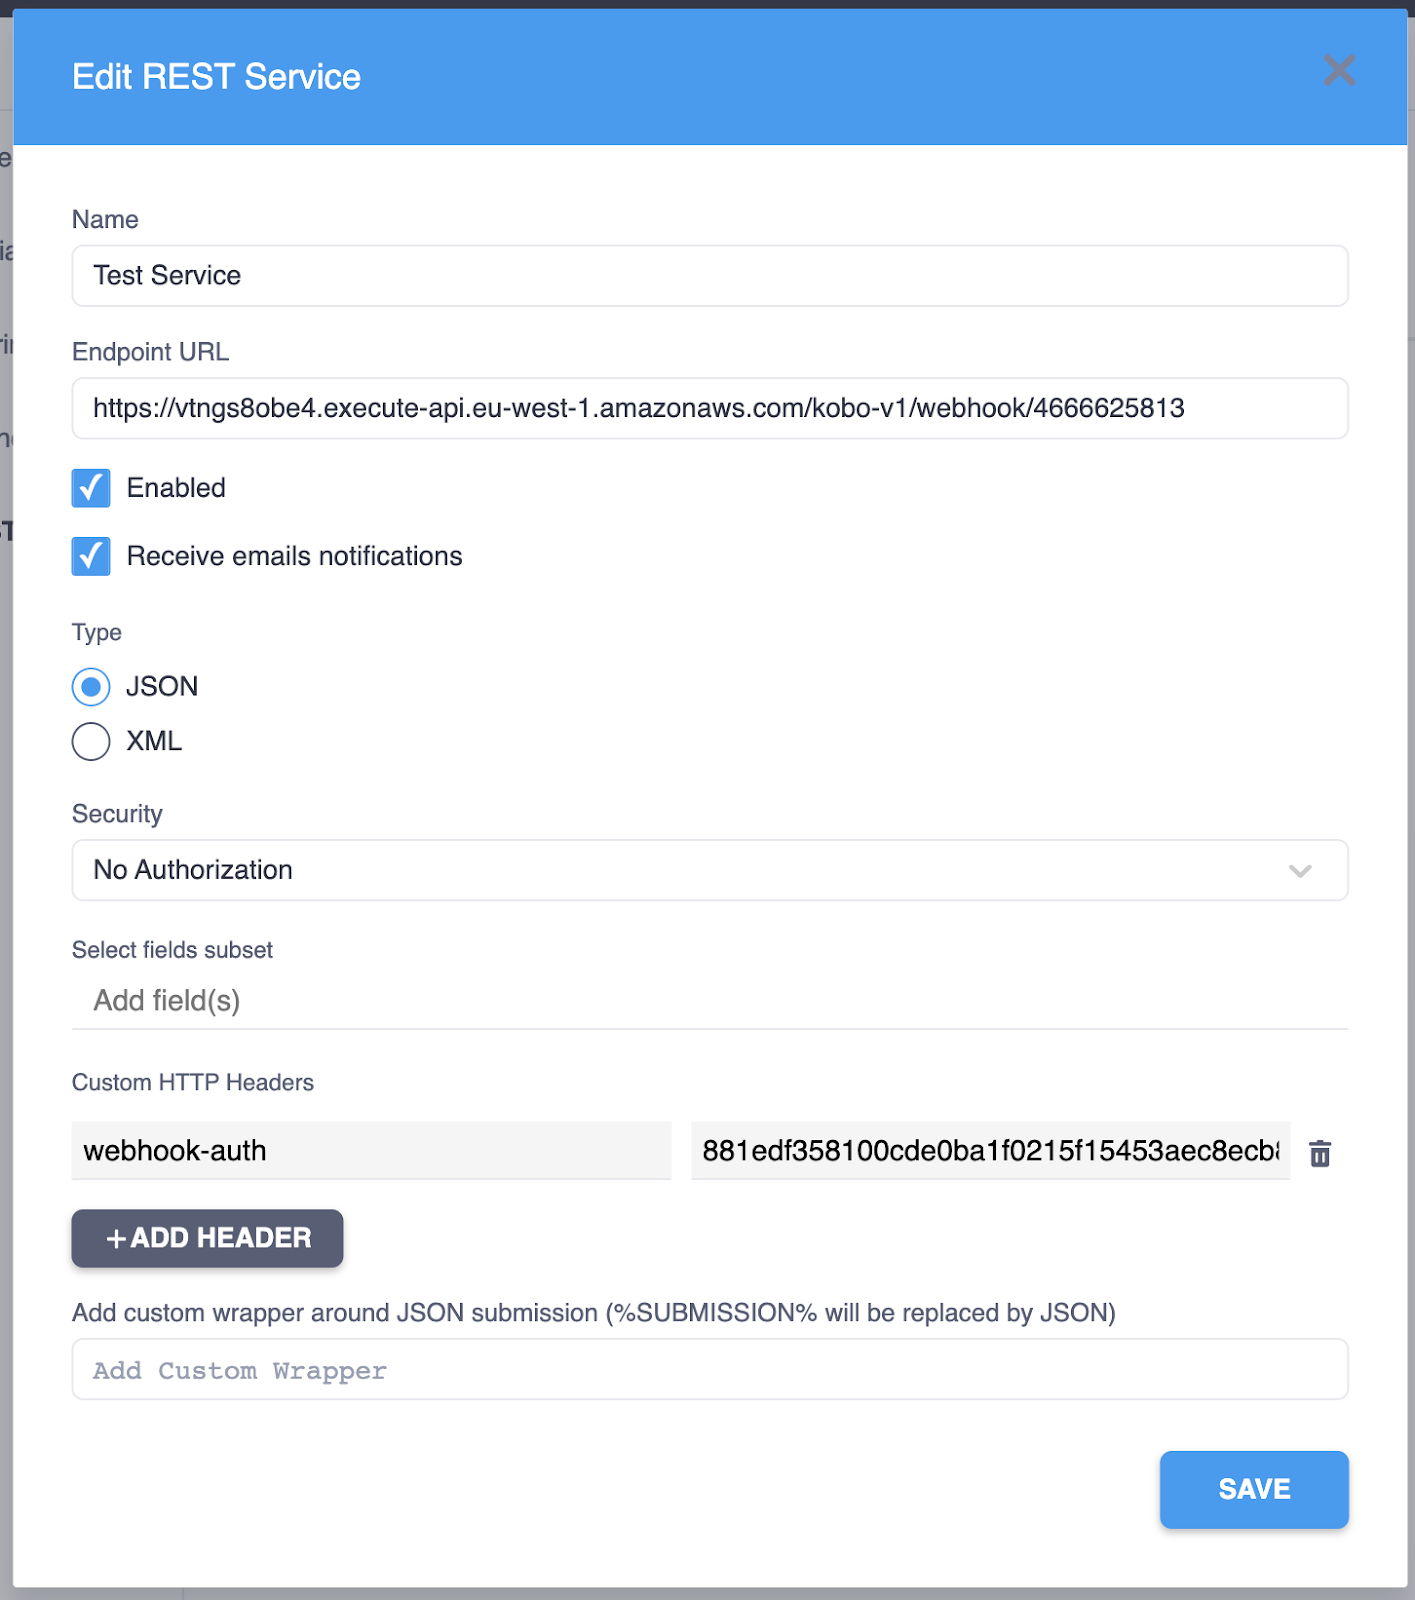 Edit REST Service
Name
Test Service
Endpoint URL
https://vtngs8obe4.execute-api.eu-west-1.amazonaws.com/kobo-v1/webhook/4666625813
Enabled
Receive emails notifications
Type
JSON
XML
Security
No Authorization
Select fields subset
Add field(s)
Custom HTTP Headers
webhook-auth
881edf358100cde0ba1f0215f15453aec8ecb
+ADD HEADER
Add custom wrapper around JSON submission (%SUBMISSION% will be replaced by JSON)
Add Custom Wrapper
SAVE